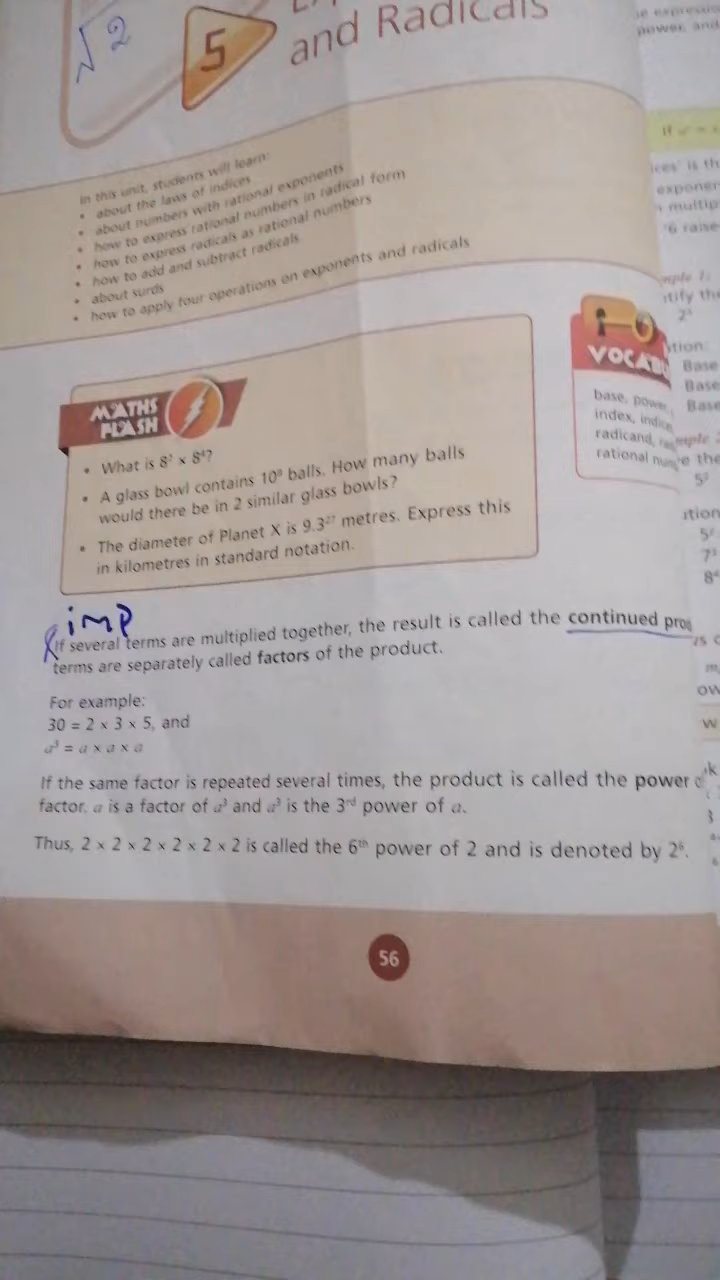 √2
5
and Radicals
In this unit, students will learn:
• about the laws of indices
• about numbers with rational exponents
• how to express rational numbers in radical form
• how to express radicals as rational numbers
• how to add and subtract radicals
• about surds
• how to apply four operations on exponents and radicals
MATHS
FLASH
• What is 8² × 8⁴?
• A glass bowl contains 10⁸ balls. How many balls
would there be in 2 similar glass bowls?
• The diameter of Planet X is 9.3²⁷ metres. Express this
in kilometres in standard notation.
VOCABU
base, power,
index,
radicand,
rational
imp
If several terms are multiplied together, the result is called the continued
terms are separately called factors of the product.
For example:
30 = 2 × 3 × 5, and
a³ = a × a × a
If the same factor is repeated several times, the product is called the power
factor. a is a factor of a³ and a³ is the 3rd power of a.
Thus, 2 × 2 × 2 × 2 × 2 × 2 is called the 6th power of 2 and is denoted by 2⁶.
56
power, and
Base
Base
Base